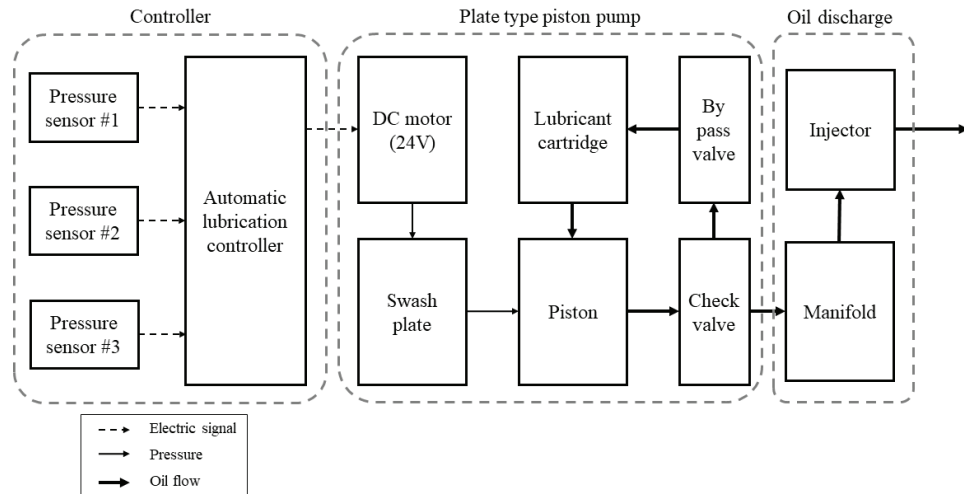 Controller
Plate type piston pump
Oil discharge
Pressure
sensor #1
Pressure
sensor #2
Pressure
sensor #3
Automatic
lubrication
controller
DC motor
(24V)
Lubricant
cartridge
By
pass
valve
Swash
plate
Piston
Check
valve
Injector
Manifold
Electric signal
Pressure
Oil flow